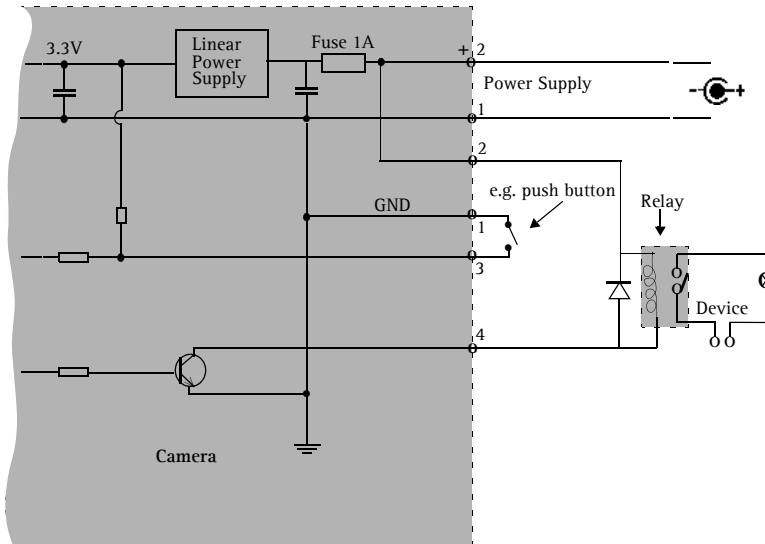 3.3V
Linear
Power
Supply
Fuse 1A
+ 2
Power Supply
- +
1
2
e.g. push button
Relay
GND
1
3
Device
4
Camera